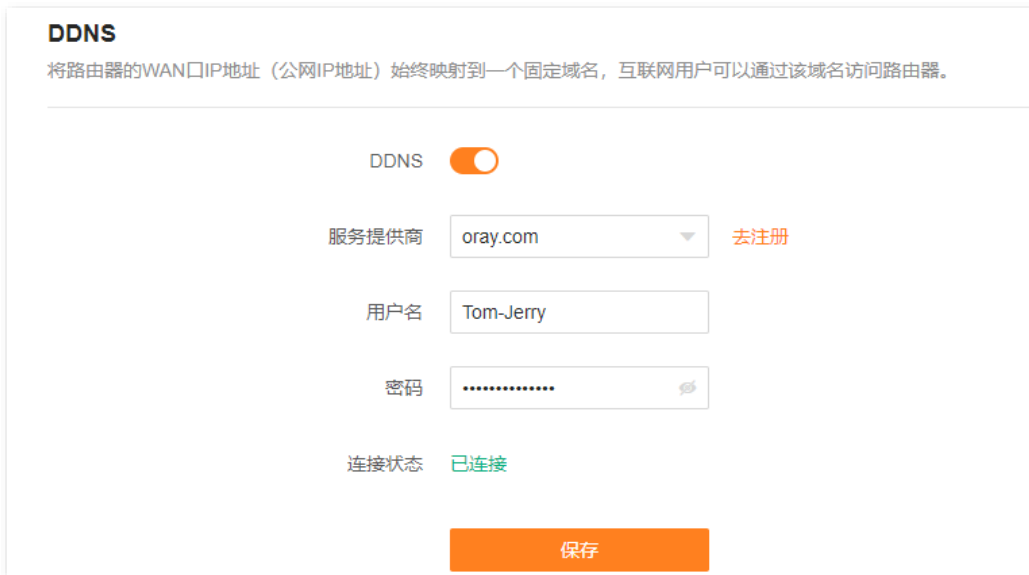 DDNS
将路由器的WAN口IP地址（公网IP地址）始终映射到一个固定域名，互联网用户可以通过该域名访问路由器。
DDNS
服务提供商 oray.com 去注册
用户名 Tom-Jerry
密码 ••••••••••••••
连接状态 已连接
保存